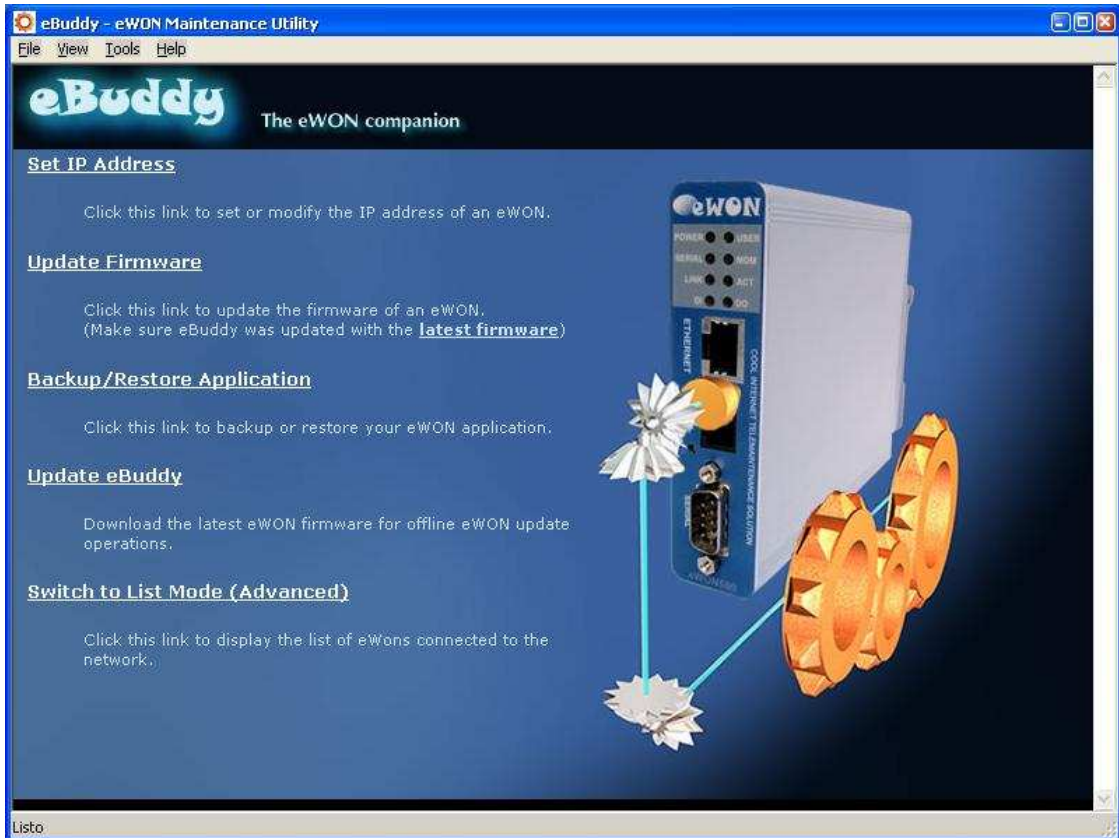 eBuddy - eWON Maintenance Utility
File View Tools Help
eBuddy
The eWON companion
Set IP Address
Click this link to set or modify the IP address of an eWON.
Update Firmware
Click this link to update the firmware of an eWON.
(Make sure eBuddy was updated with the latest firmware)
Backup/Restore Application
Click this link to backup or restore your eWON application.
Update eBuddy
Download the latest eWON firmware for offline eWON update
operations.
Switch to List Mode (Advanced)
Click this link to display the list of eWons connected to the
network.
eWON
POWER USER
SERIAL MDM
LINK ACT
DI DO
ETHERNET
COOL INTERNET TELEMAINTENANCE SOLUTION
SERIAL
Listo